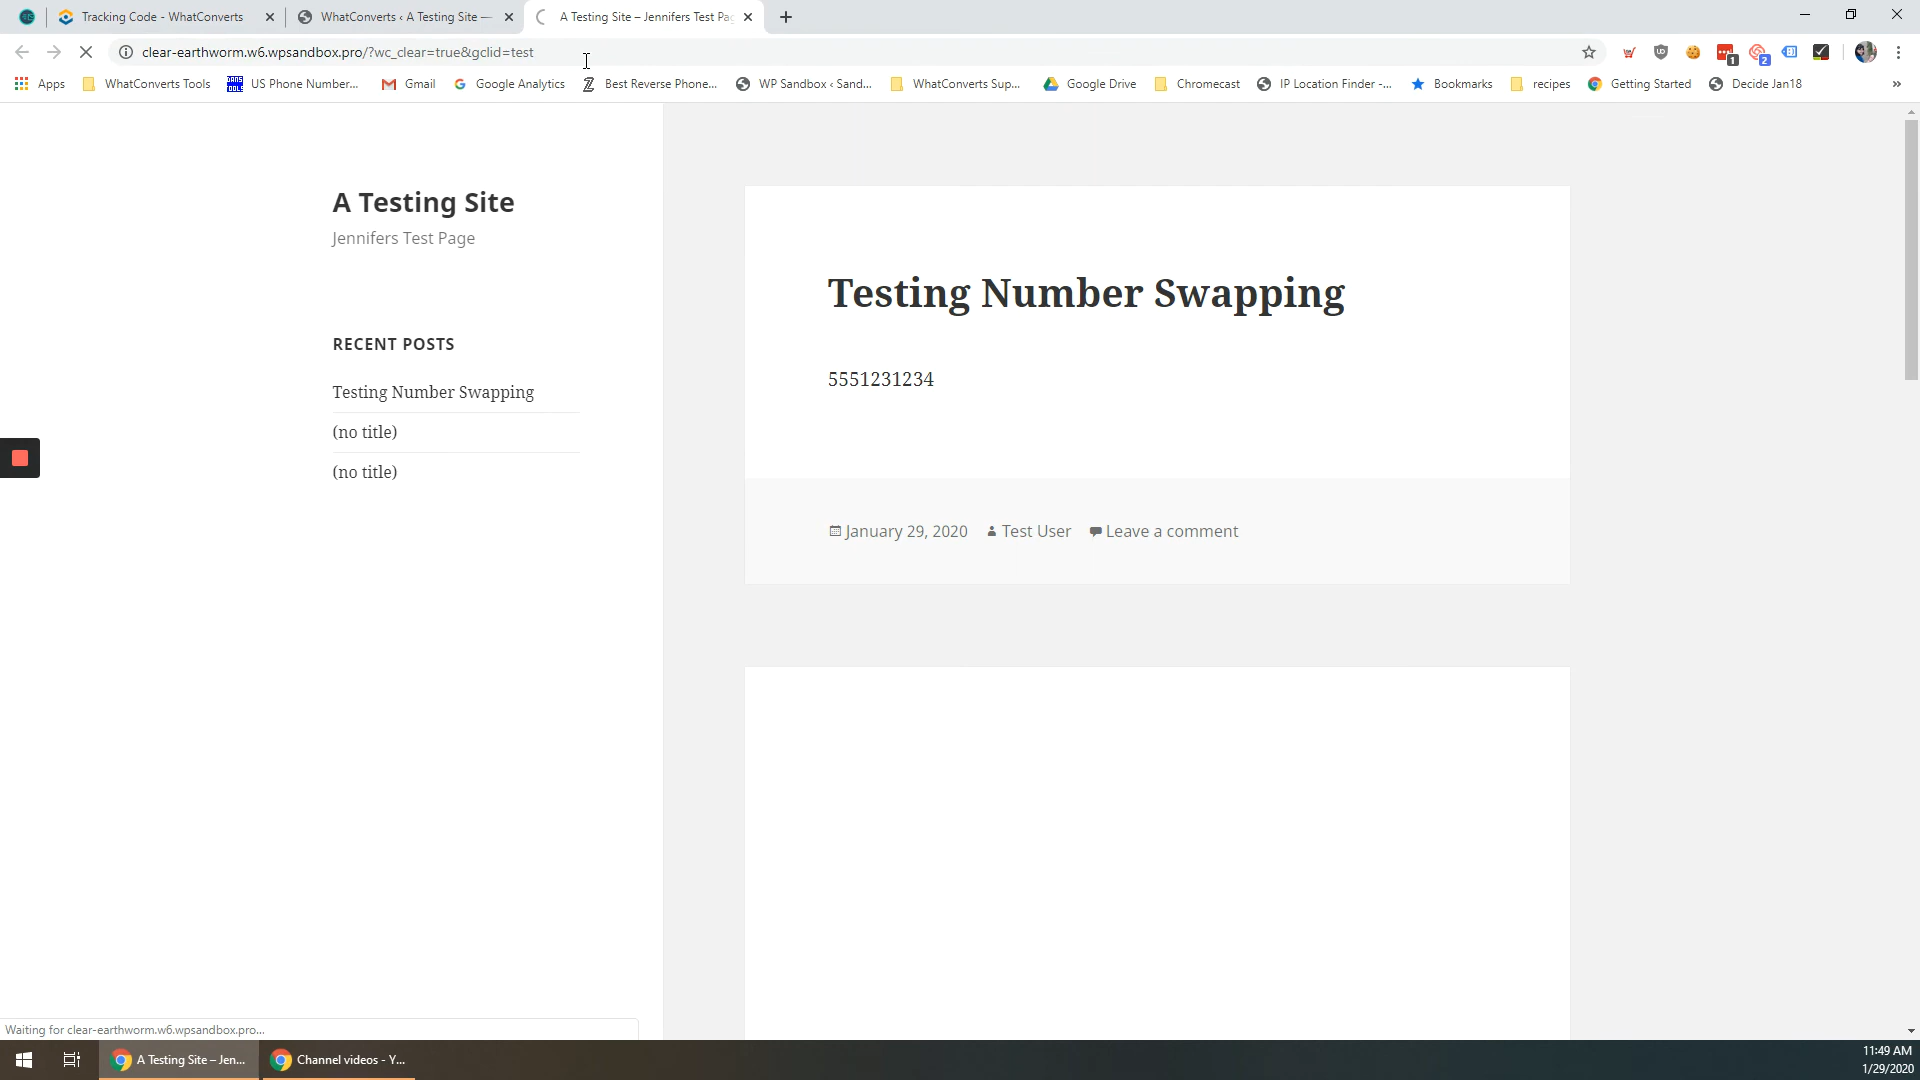 Tracking Code - WhatConverts
WhatConverts ‹ A Testing Site —
A Testing Site – Jennifers Test Pa
clear-earthworm.w6.wpsandbox.pro/?wc_clear=true&gclid=test
1
2
Apps
WhatConverts Tools
US Phone Number...
Gmail
Google Analytics
Best Reverse Phone...
WP Sandbox ‹ Sand...
WhatConverts Sup...
Google Drive
Chromecast
IP Location Finder -...
Bookmarks
recipes
Getting Started
Decide Jan18
»
A Testing Site
Jennifers Test Page
RECENT POSTS
Testing Number Swapping
(no title)
(no title)
Testing Number Swapping
5551231234
January 29, 2020
Test User
Leave a comment
Waiting for clear-earthworm.w6.wpsandbox.pro...
A Testing Site – Jen...
Channel videos - Y...
11:49 AM
1/29/2020